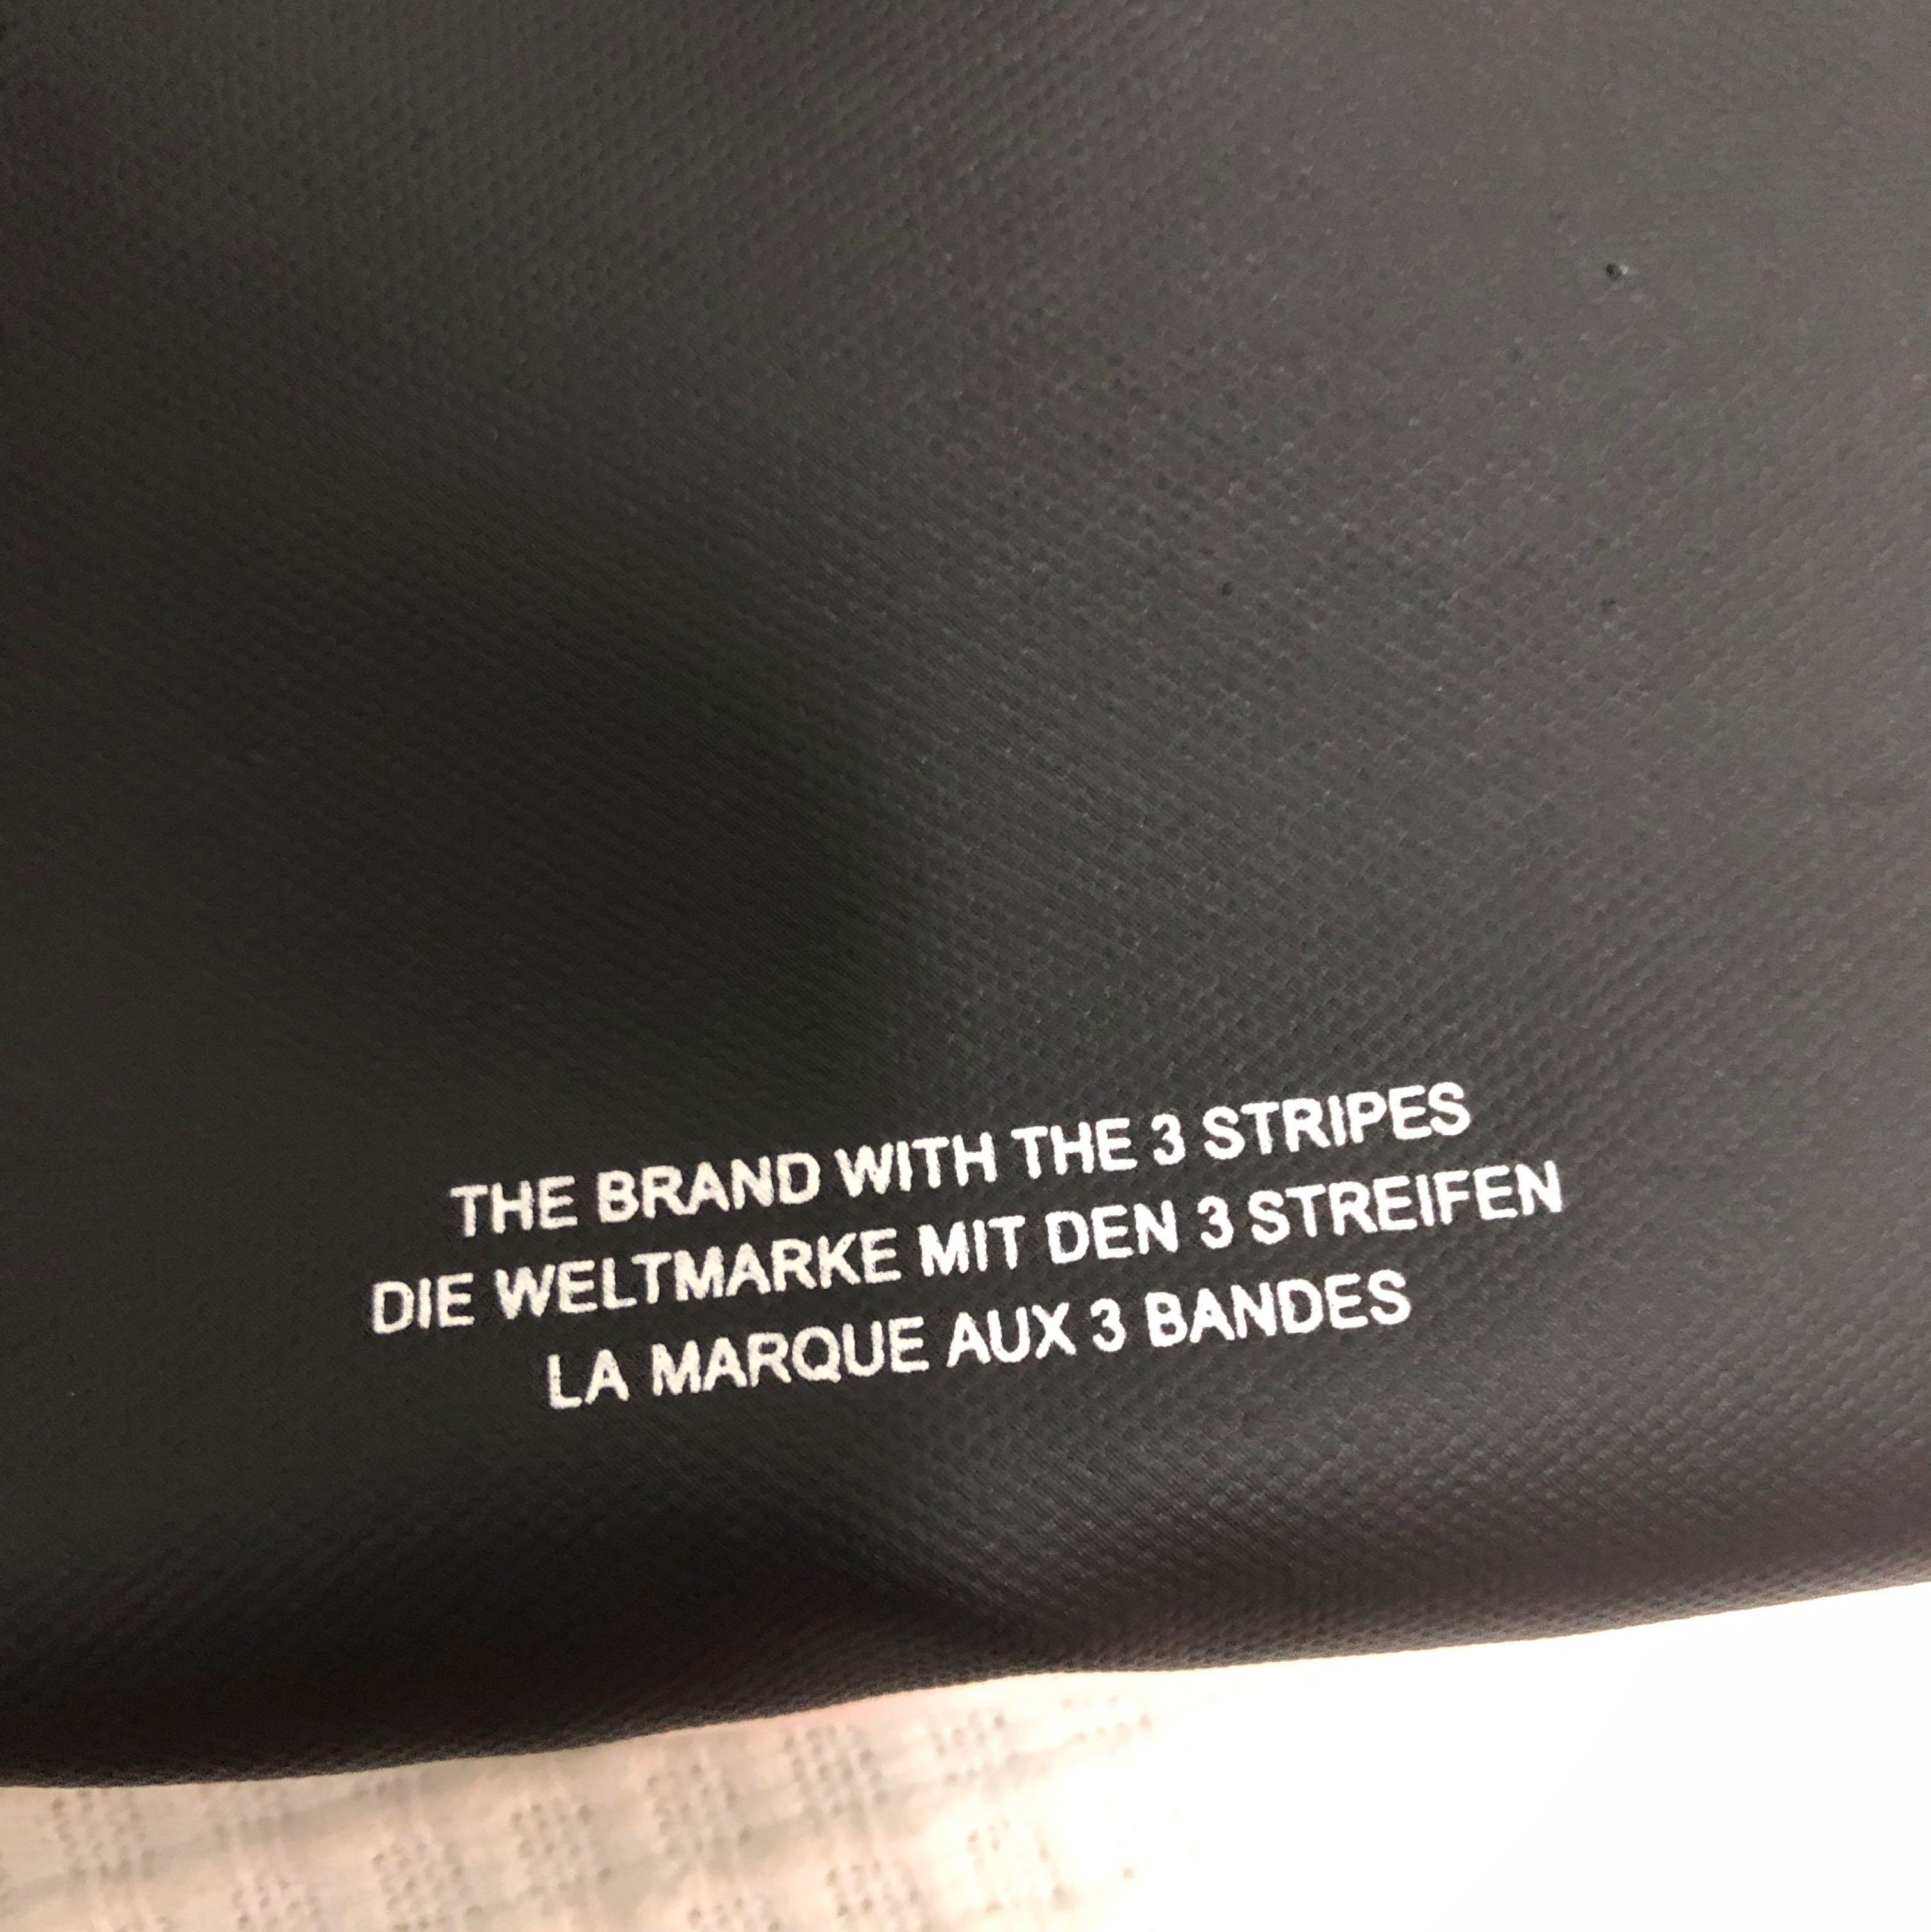 THE BRAND WITH THE 3 STRIPES
DIE WELTMARKE MIT DEN 3 STREIFEN
LA MARQUE AUX 3 BANDES